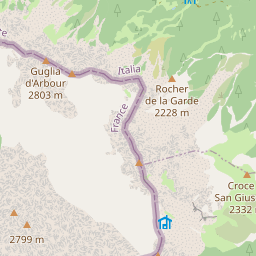 Italia
Guglia
d'Arbour
2803 m
Rocher
de la Garde
2228 m
France
Croce
San Gius
2332
2799 m